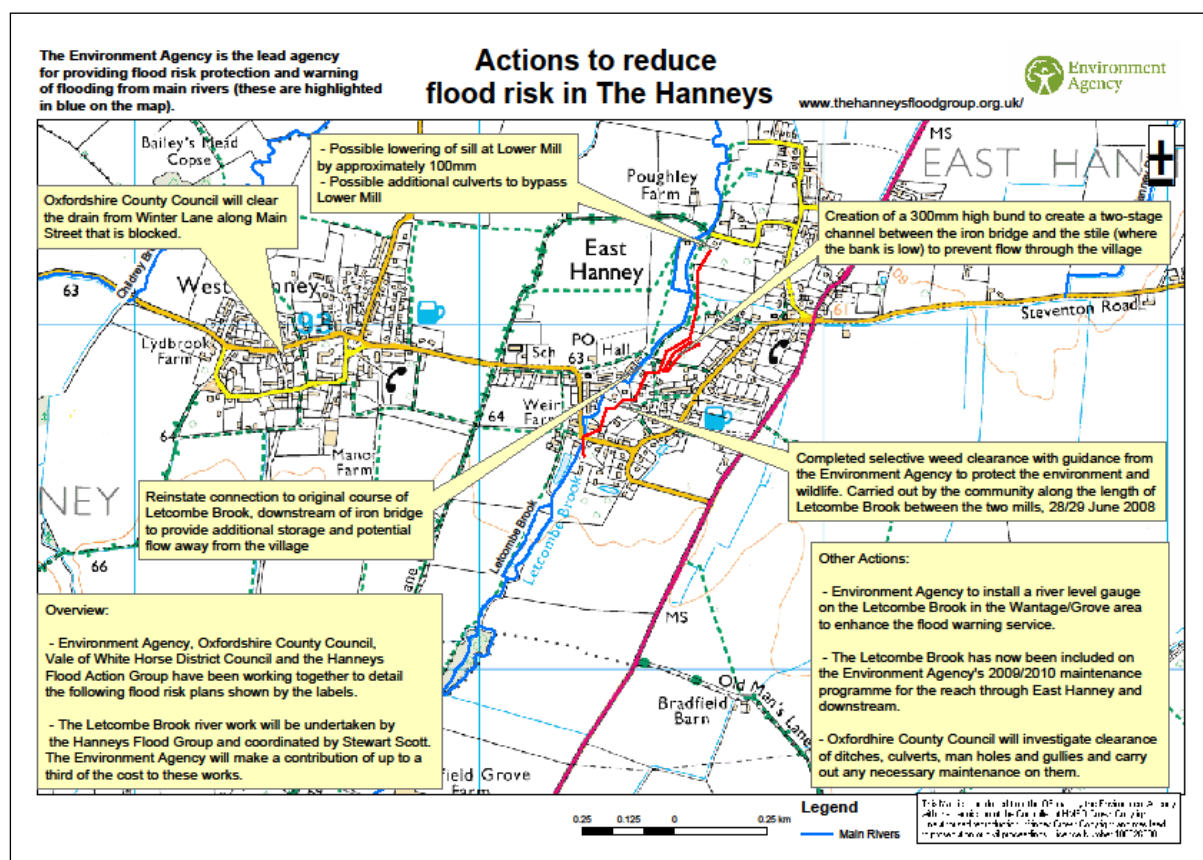 The Environment Agency is the lead agency
for providing flood risk protection and warning
of flooding from main rivers (these are highlighted
in blue on the map).
Actions to reduce
flood risk in The Hanneys
www.thehanneysfloodgroup.org.uk/
Environment
Agency
Bailey's Mead
Copse
- Possible lowering of sill at Lower Mill
by approximately 100mm
- Possible additional culverts to bypass
Lower Mill
Poughley
Farm
MS
EAST HANN
Oxfordshire County Council will clear
the drain from Winter Lane along Main
Street that is blocked.
Creation of a 300mm high bund to create a two-stage
channel between the iron bridge and the stile (where
the bank is low) to prevent flow through the village
East
Hanney
63
Childrey Br
West Hanney
93
80
61
Steventon Road
Lydbrook
Farm
Sch
PO
63
Hall
Weir
Farm
64
6
Manor
Farm
NEY
Reinstate connection to original course of
Letcombe Brook, downstream of iron bridge
to provide additional storage and potential
flow away from the village
Completed selective weed clearance with guidance from
the Environment Agency to protect the environment and
wildlife. Carried out by the community along the length of
Letcombe Brook between the two mills, 28/29 June 2008
Letcombe Brook
Letcombe Brook
66
ane
MS
Overview:
- Environment Agency, Oxfordshire County Council,
Vale of White Horse District Council and the Hanneys
Flood Action Group have been working together to detail
the following flood risk plans shown by the labels.
- The Letcombe Brook river work will be undertaken by
the Hanneys Flood Group and coordinated by Stewart Scott.
The Environment Agency will make a contribution of up to a
third of the cost to these works.
Other Actions:
- Environment Agency to install a river level gauge
on the Letcombe Brook in the Wantage/Grove area
to enhance the flood warning service.
- The Letcombe Brook has now been included on
the Environment Agency's 2009/2010 maintenance
programme for the reach through East Hanney and
downstream.
- Oxfordhire County Council will investigate clearance
of ditches, culverts, man holes and gullies and carry
out any necessary maintenance on them.
Bradfield
Barn
Old Man's Lane
field Grove
Farm
Legend
Main Rivers
0.25 0.125 0 0.25 km